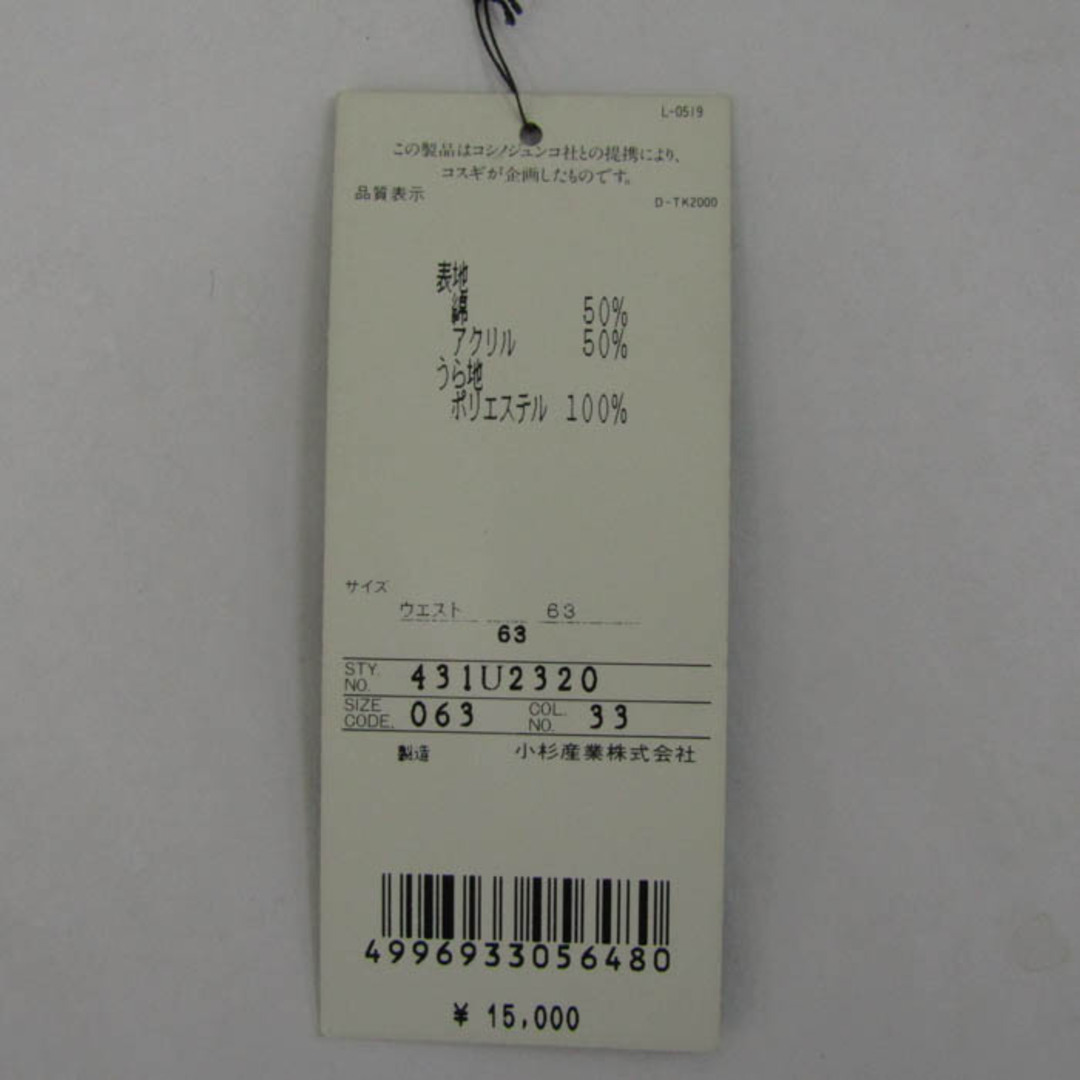 L-0519
この製品はコシノジュンコ社との提携により、
コスギが企画したものです。
品質表示
D-TK2000
表地
綿 50%
アクリル 50%
うら地
ポリエステル 100%
サイズ
ウエスト 63
63
STY. NO. 431U2320
SIZE CODE. 063 COL. NO. 33
製造 小杉産業株式会社
4996933056480
¥ 15,000